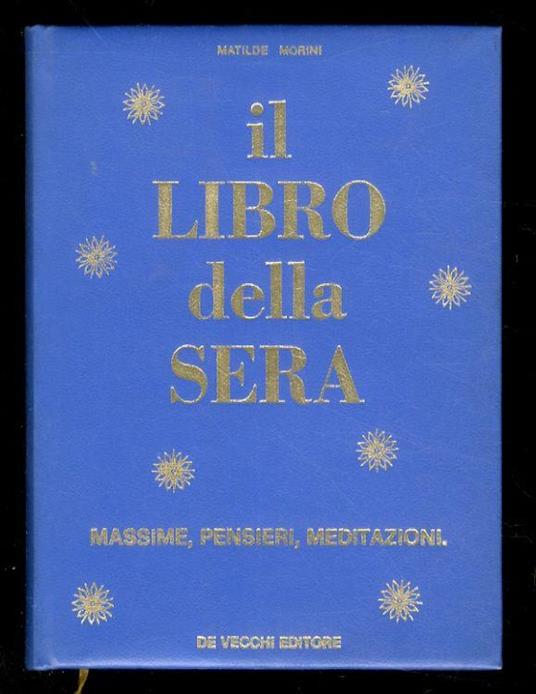 MATILDE MORINI
il
LIBRO
della
SERA
MASSIME, PENSIERI, MEDITAZIONI.
DE VECCHI EDITORE